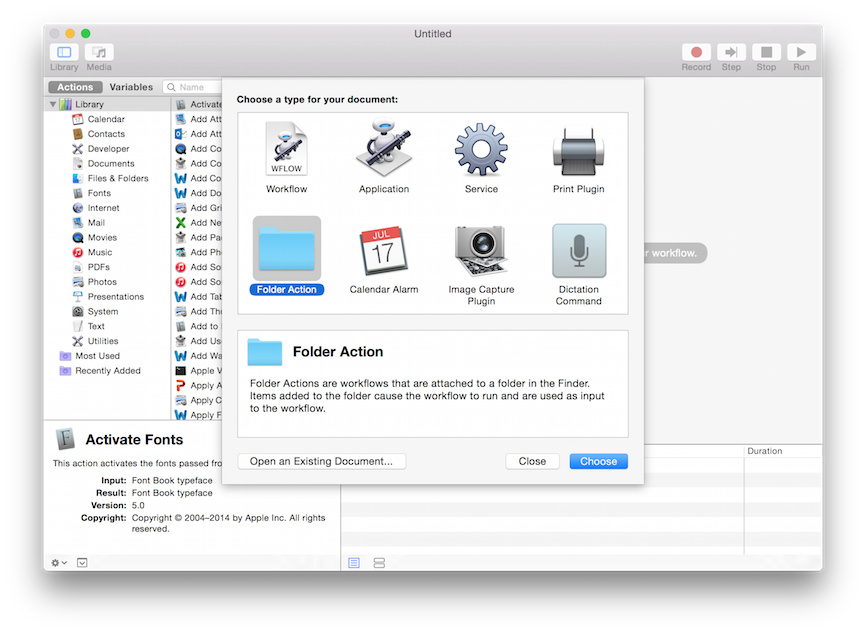 Untitled
Library
Media
Record
Step
Stop
Run
Actions
Variables
Name
Library
Calendar
Contacts
Developer
Documents
Files & Folders
Fonts
Internet
Mail
Movies
Music
PDFs
Photos
Presentations
System
Text
Utilities
Most Used
Recently Added
Activate
Add Att
Add Att
Add Co
Add Co
Add Co
Add Do
Add Gri
Add Ne
Add Pa
Add Ph
Add So
Add So
Add Tab
Add Thu
Add to
Add Use
Add Wa
Apple V
Apply A
Apply C
Apply F
Choose a type for your document:
WFLOW
Workflow
Application
Service
Print Plugin
Folder Action
JUL
17
Calendar Alarm
Image Capture
Plugin
Dictation
Command
Folder Action
Folder Actions are workflows that are attached to a folder in the Finder.
Items added to the folder cause the workflow to run and are used as input
to the workflow.
Open an Existing Document...
Close
Choose
r workflow.
Activate Fonts
This action activates the fonts passed fro
Input: Font Book typeface
Result: Font Book typeface
Version: 5.0
Copyright: Copyright © 2004–2014 by Apple Inc. All rights
reserved.
Duration